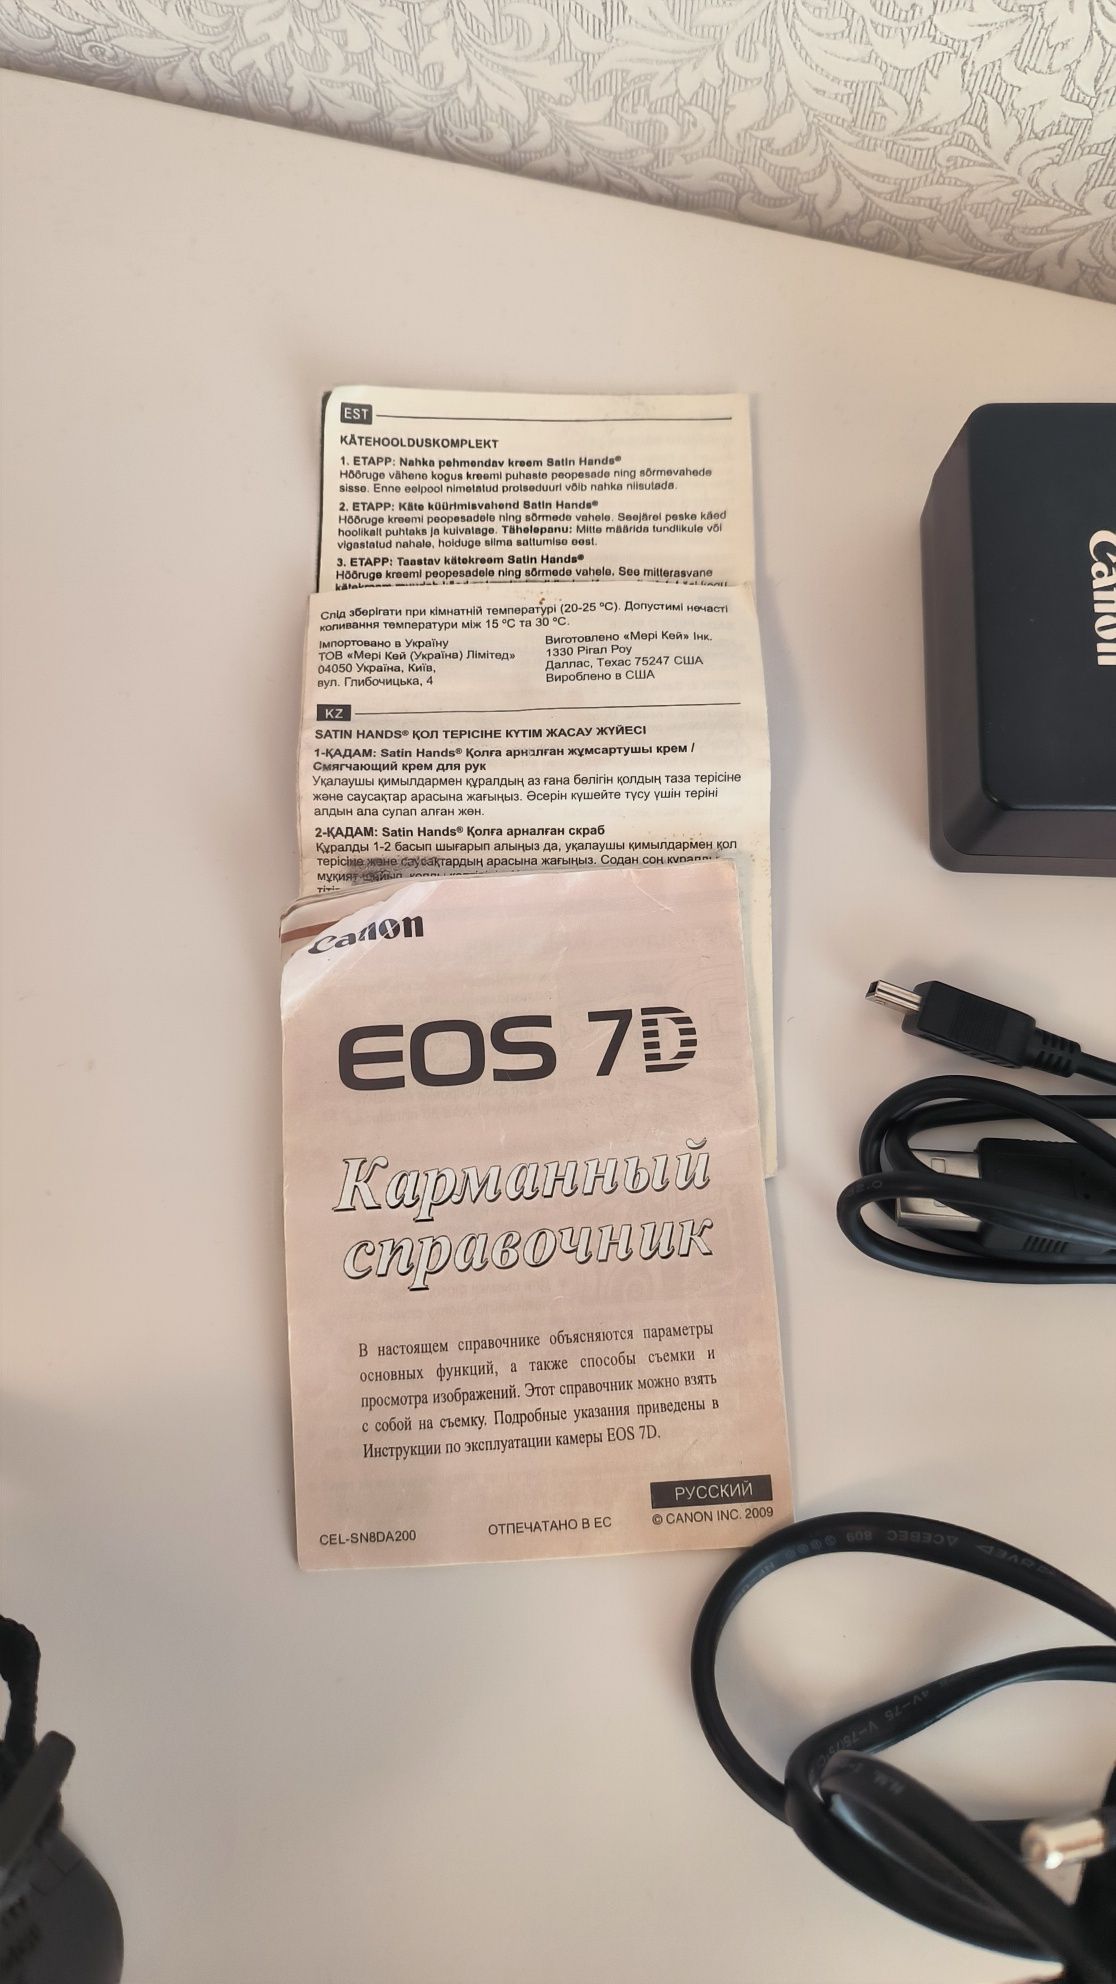 EST
KÄTEHOOLDUSKOMPLEKT
1. ETAPP: Nahka pehmendav kreem Satin Hands®
Hõõruge vähene kogus kreemi puhaste peopesade ning sõrmevahede
sisse. Enne eelpool nimetatud protseduuri võib nahka niisutada.
2. ETAPP: Käte küürimisvahend Satin Hands®
Hõõruge kreemi peopesadele ning sõrmede vahele. Seejärel peske käed
hoolikalt puhtaks ja kuivatage. Tähelepanu: Mitte määrida tundlikule või
vigastatud nahale, hoiduge silma sattumise eest.
3. ETAPP: Taastav kätekreem Satin Hands®
Hõõruge kreemi peopesadele ning sõrmede vahele. See mitterasvane
Слід зберігати при кімнатній температурі (20-25 ºC). Допустимі нечасті
коливання температури між 15 ºC та 30 ºC.
Імпортовано в Україну
ТОВ «Мері Кей (Україна) Лімітед»
04050 Україна, Київ,
вул. Глибочицька, 4
Виготовлено «Мері Кей» Інк.
1330 Рігал Роу
Даллас, Техас 75247 США
Вироблено в США
KZ
SATIN HANDS® ҚОЛ ТЕРІСІНЕ КҮТІМ ЖАСАУ ЖҮЙЕСІ
1-ҚАДАМ: Satin Hands® Қолға арналған жұмсартушы крем /
Смягчающий крем для рук
Уқалаушы қимылдармен құралдың аз ғана бөлігін қолдың таза терісіне
және саусақтар арасына жағыңыз. Әсерін күшейте түсу үшін теріні
алдын ала сулап алған жөн.
2-ҚАДАМ: Satin Hands® Қолға арналған скраб
Құралды 1-2 басып шығарып алыңыз да, уқалаушы қимылдармен қол
терісіне және саусақтардың арасына жағыңыз. Содан соң құралды
Canon
EOS 7D
Карманный
справочник
В настоящем справочнике объясняются параметры
основных функций, а также способы съемки и
просмотра изображений. Этот справочник можно взять
с собой на съемку. Подробные указания приведены в
Инструкции по эксплуатации камеры EOS 7D.
РУССКИЙ
CEL-SN8DA200
ОТПЕЧАТАНО В ЕС
© CANON INC. 2009
Canon